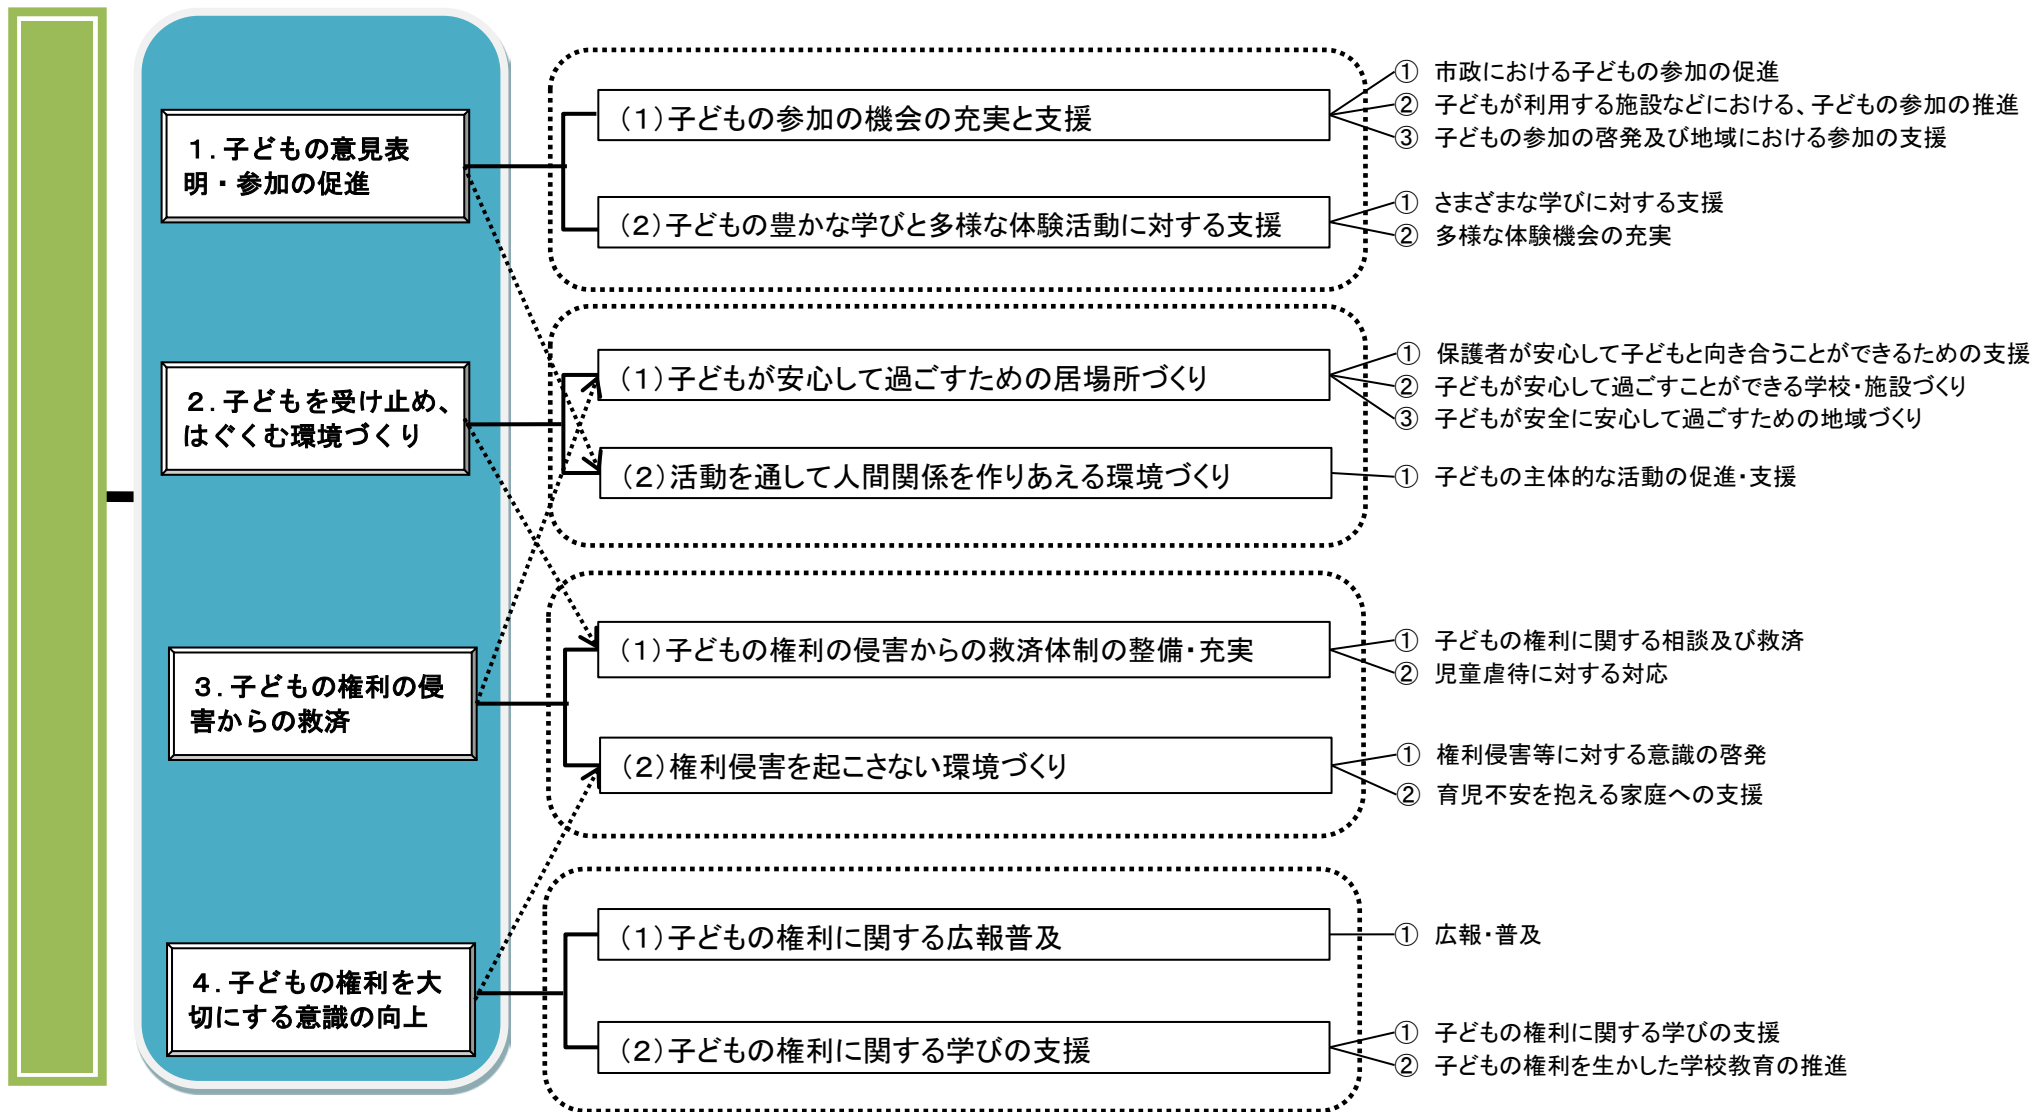 1．子どもの意見表
明・参加の促進
(1)子どもの参加の機会の充実と支援
① 市政における子どもの参加の促進
② 子どもが利用する施設などにおける、子どもの参加の推進
③ 子どもの参加の啓発及び地域における参加の支援
(2)子どもの豊かな学びと多様な体験活動に対する支援
① さまざまな学びに対する支援
② 多様な体験機会の充実
2．子どもを受け止め、
はぐくむ環境づくり
(1)子どもが安心して過ごすための居場所づくり
① 保護者が安心して子どもと向き合うことができるための支援
② 子どもが安心して過ごすことができる学校・施設づくり
③ 子どもが安全に安心して過ごすための地域づくり
(2)活動を通して人間関係を作りあえる環境づくり
① 子どもの主体的な活動の促進・支援
3．子どもの権利の侵
害からの救済
(1)子どもの権利の侵害からの救済体制の整備・充実
① 子どもの権利に関する相談及び救済
② 児童虐待に対する対応
(2)権利侵害を起こさない環境づくり
① 権利侵害等に対する意識の啓発
② 育児不安を抱える家庭への支援
4．子どもの権利を大
切にする意識の向上
(1)子どもの権利に関する広報普及
① 広報・普及
(2)子どもの権利に関する学びの支援
① 子どもの権利に関する学びの支援
② 子どもの権利を生かした学校教育の推進